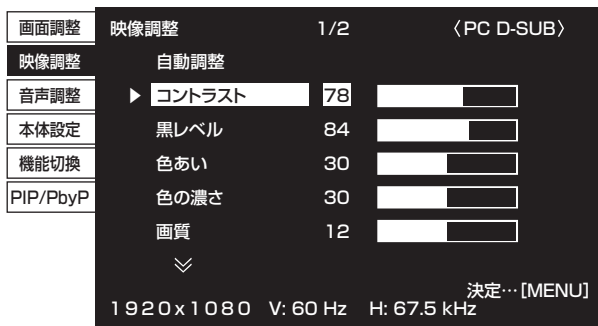 画面調整
映像調整
音声調整
本体設定
機能切換
PIP/PbyP
映像調整 1/2 〈PC D-SUB〉
自動調整
コントラスト 78
黒レベル 84
色あい 30
色の濃さ 30
画質 12
決定…[MENU]
1920x1080 V: 60 Hz H: 67.5 kHz